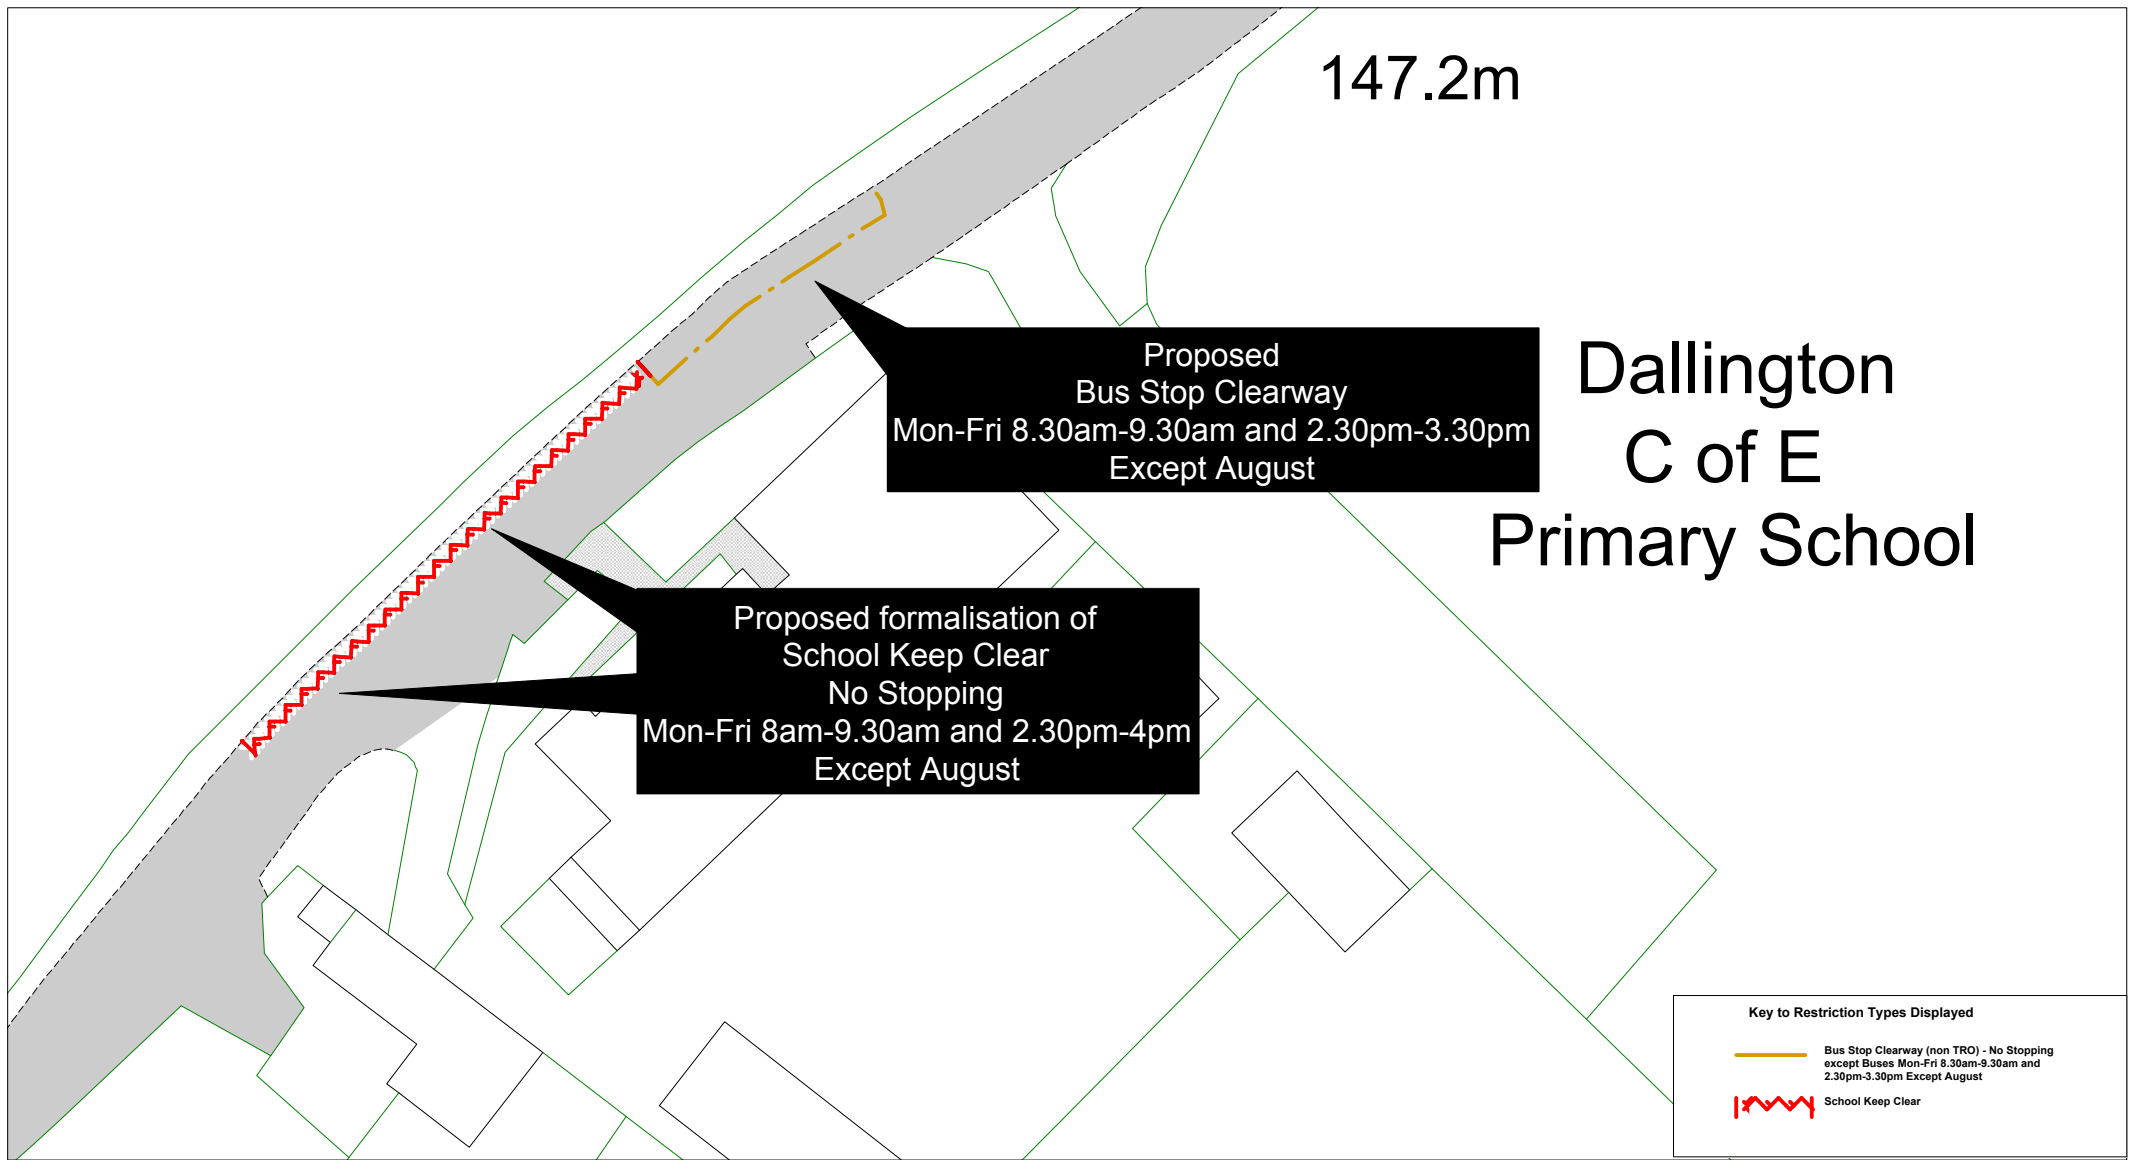 147.2m
Proposed
Bus Stop Clearway
Mon-Fri 8.30am-9.30am and 2.30pm-3.30pm
Except August
Dallington
C of E
Primary School
Proposed formalisation of
School Keep Clear
No Stopping
Mon-Fri 8am-9.30am and 2.30pm-4pm
Except August
Key to Restriction Types Displayed
Bus Stop Clearway (non TRO) - No Stopping
except Buses Mon-Fri 8.30am-9.30am and
2.30pm-3.30pm Except August
School Keep Clear